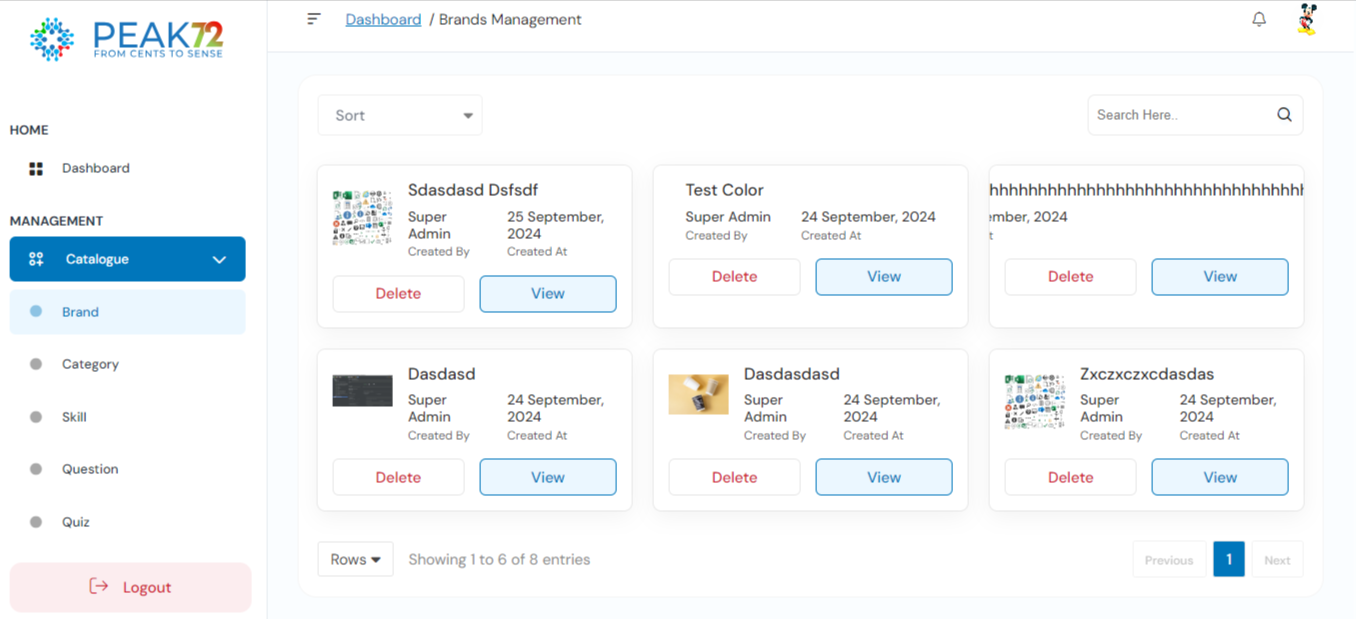 PEAK72
FROM CENTS TO SENSE
Dashboard / Brands Management
HOME
Dashboard
MANAGEMENT
Catalogue
Brand
Category
Skill
Question
Quiz
Logout
Sort
Search Here..
Sdasdasd Dsfsdf
Super Admin
Created By
25 September, 2024
Created At
Delete
View
Test Color
Super Admin
Created By
24 September, 2024
Created At
Delete
View
hhhhhhhhhhhhhhhhhhhhhhhhhhhhhhhh
mber, 2024
t
Delete
View
Dasdasd
Super Admin
Created By
24 September, 2024
Created At
Delete
View
Dasdasdasd
Super Admin
Created By
24 September, 2024
Created At
Delete
View
Zxczxczxcdasdas
Super Admin
Created By
24 September, 2024
Created At
Delete
View
Rows
Showing 1 to 6 of 8 entries
Previous
1
Next